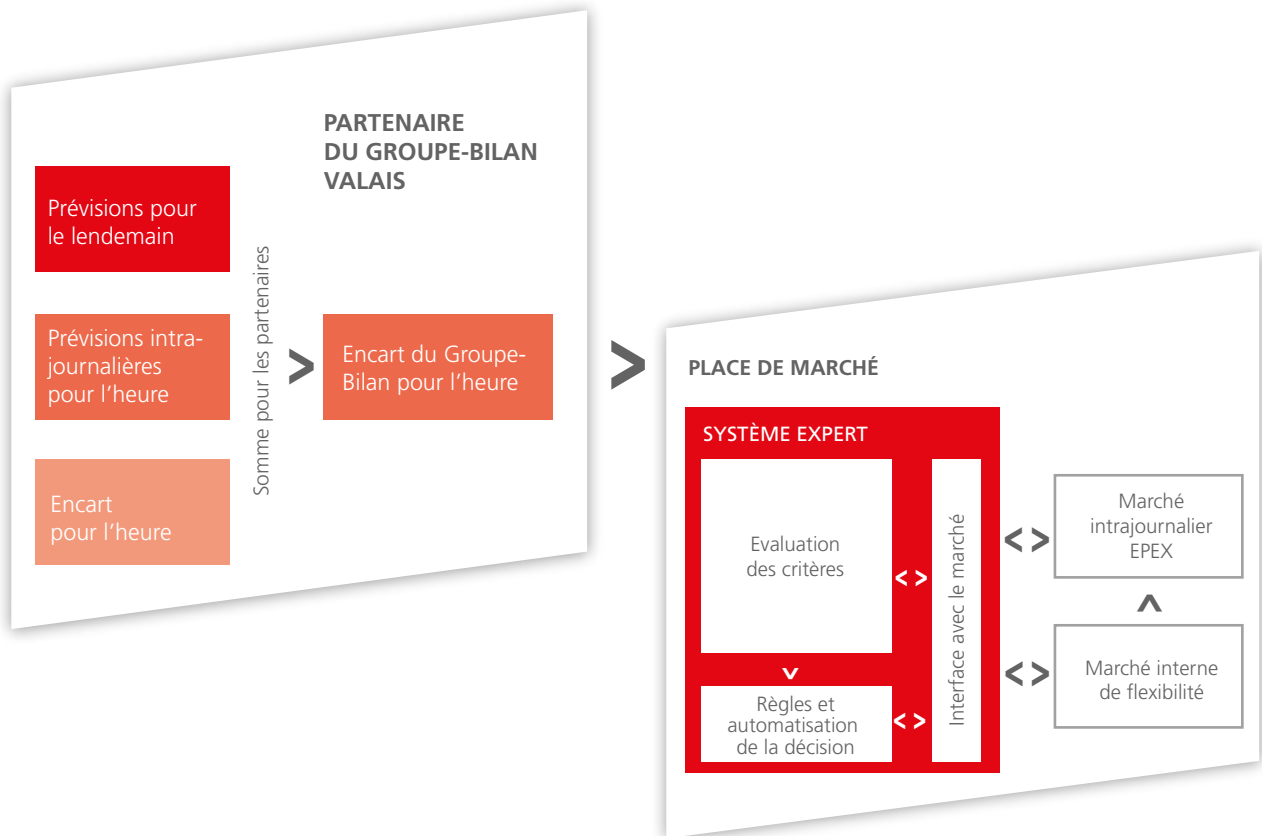 PARTENAIRE
DU GROUPE-BILAN
VALAIS
Prévisions pour
le lendemain
Prévisions intra-
journalières
pour l'heure
Encart
pour l'heure
Somme pour les partenaires
>
Encart du Groupe-
Bilan pour l'heure
>
PLACE DE MARCHÉ
SYSTÈME EXPERT
Evaluation
des critères
< >
>
Règles et
automatisation
de la décision
< >
Interface avec le marché
< >
Marché
intrajournalier
EPEX
>
< >
Marché interne
de flexibilité